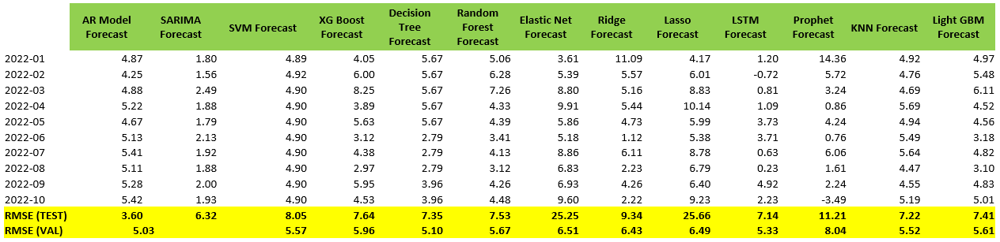 AR Model Forecast SARIMA Forecast SVM Forecast XG Boost Forecast Decision Tree Forecast Random Forest Forecast Elastic Net Forecast Ridge Forecast Lasso Forecast LSTM Forecast Prophet Forecast KNN Forecast Light GBM Forecast
2022-01 4.87 1.80 4.89 4.05 5.67 5.06 3.61 11.09 4.17 1.20 14.36 4.92 4.97
2022-02 4.25 1.56 4.92 6.00 5.67 6.28 5.39 5.57 6.01 -0.72 5.72 4.76 5.48
2022-03 4.88 2.49 4.90 8.25 5.67 7.26 8.80 5.16 8.83 0.81 3.24 4.69 6.11
2022-04 5.22 1.88 4.90 3.89 5.67 4.33 9.91 5.44 10.14 1.09 0.86 5.69 4.52
2022-05 4.67 1.79 4.90 5.63 5.67 4.39 5.86 4.73 5.99 3.73 4.24 4.94 4.56
2022-06 5.13 2.13 4.90 3.12 2.79 3.41 5.18 1.12 5.38 3.71 0.76 5.49 3.18
2022-07 5.41 1.92 4.90 4.38 2.79 4.13 8.86 6.11 8.78 0.63 6.06 5.64 4.82
2022-08 5.11 1.88 4.90 2.97 2.79 3.12 6.83 2.23 6.79 0.23 1.61 4.47 3.10
2022-09 5.28 2.00 4.90 5.95 3.96 4.46 6.93 4.26 6.40 4.92 2.24 4.55 4.83
2022-10 5.42 1.93 4.90 4.53 3.96 4.48 9.60 2.22 9.23 2.23 -3.49 5.19 5.01
RMSE (TEST) 3.60 6.32 8.05 7.64 7.35 7.53 25.25 9.34 25.66 7.14 11.21 7.22 7.41
RMSE (VAL) 5.03 5.57 5.96 5.10 5.67 6.51 6.43 6.49 5.33 8.04 5.52 5.61